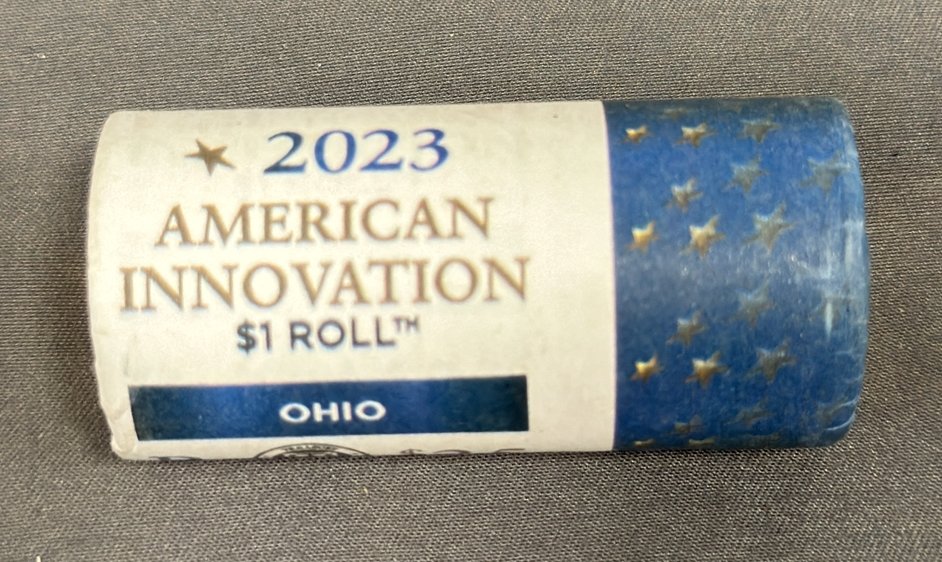 2023
AMERICAN
INNOVATION
$1 ROLL™
OHIO